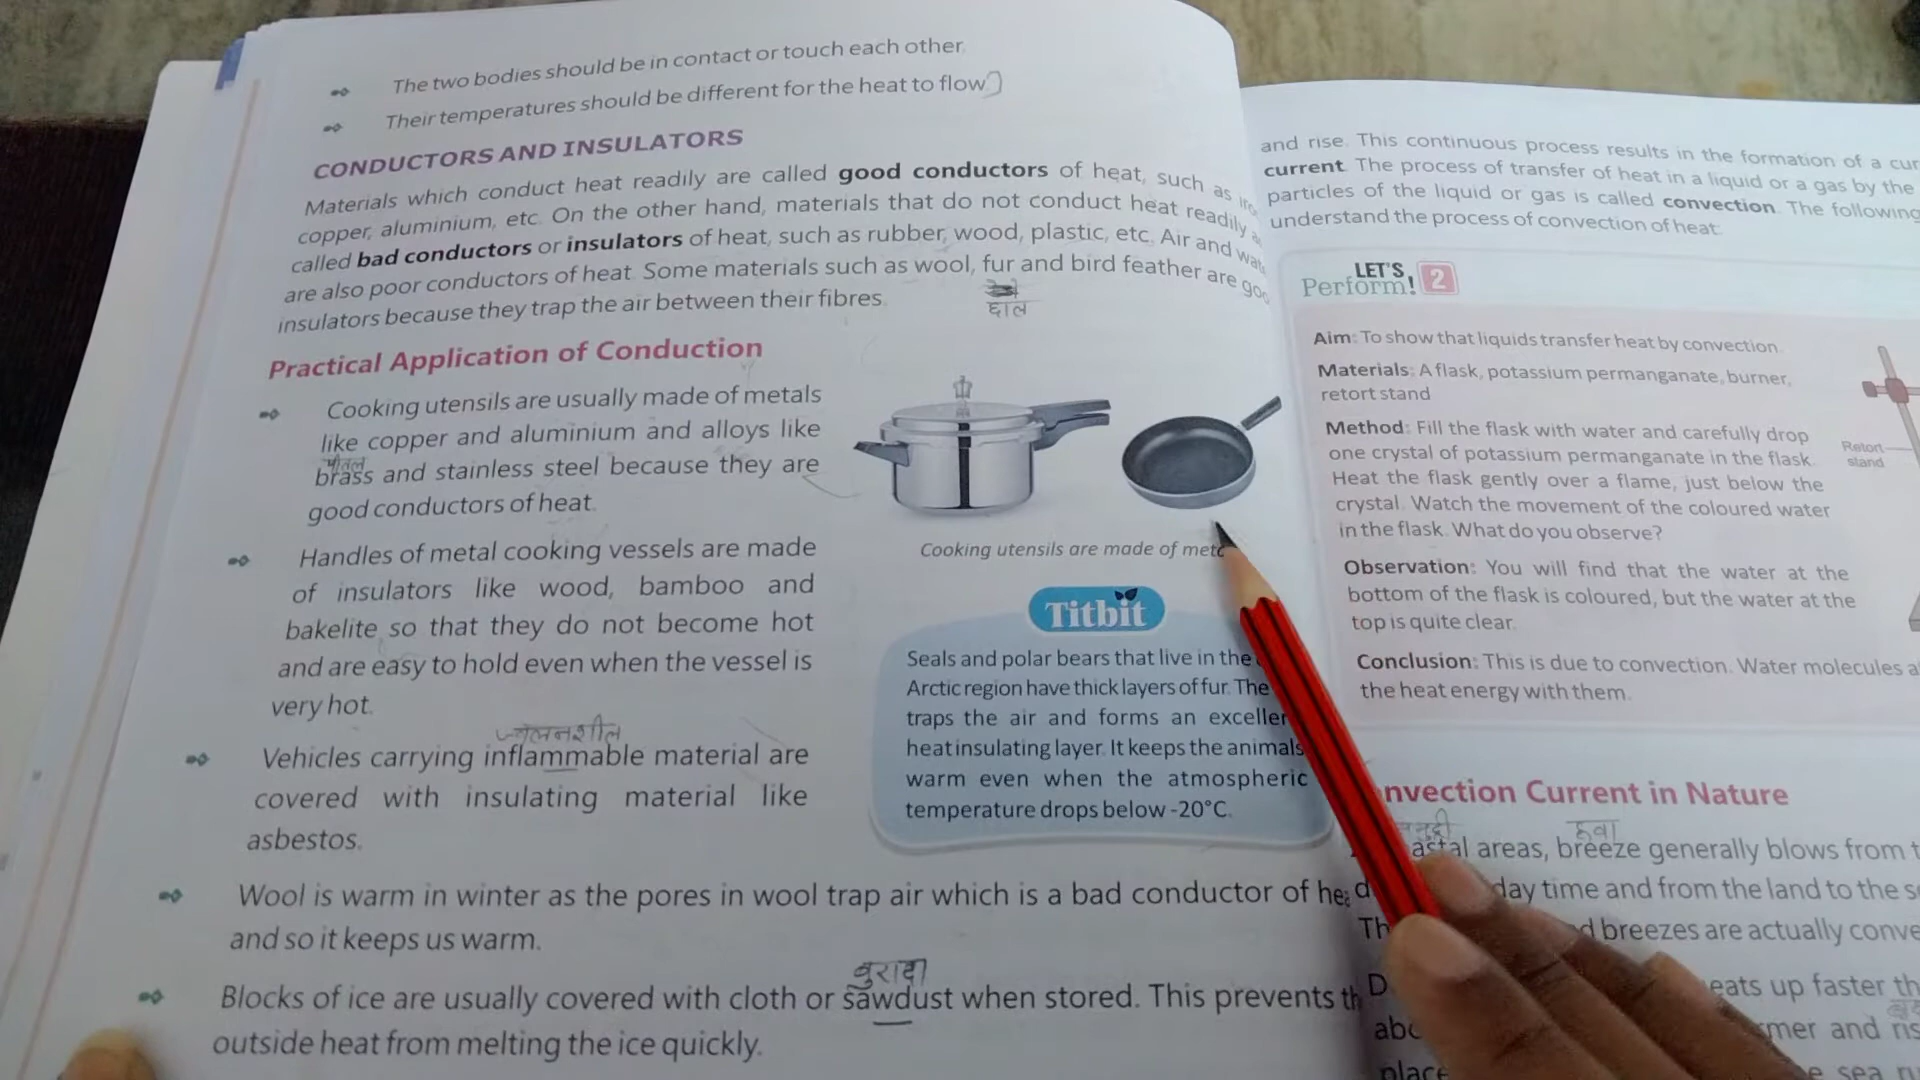 The two bodies should be in contact or touch each other.
Their temperatures should be different for the heat to flow.
CONDUCTORS AND INSULATORS
Materials which conduct heat readily are called good conductors of heat, such as
copper, aluminium, etc. On the other hand, materials that do not conduct heat readily
called bad conductors or insulators of heat, such as rubber, wood, plastic, etc. Air and
are also poor conductors of heat. Some materials such as wool, fur and bird feather are
insulators because they trap the air between their fibres.
छाल
Practical Application of Conduction
Cooking utensils are usually made of metals
like copper and aluminium and alloys like
पीतल
brass and stainless steel because they are
good conductors of heat.
Handles of metal cooking vessels are made
of insulators like wood, bamboo and
bakelite so that they do not become hot
and are easy to hold even when the vessel is
very hot.
ज्वलनशील
Vehicles carrying inflammable material are
covered with insulating material like
asbestos.
Wool is warm in winter as the pores in wool trap air which is a bad conductor of
and so it keeps us warm.
बुरादा
Blocks of ice are usually covered with cloth or sawdust when stored. This prevents
outside heat from melting the ice quickly.
Cooking utensils are made of
Titbit
Seals and polar bears that live in the
Arctic region have thick layers of fur. The
traps the air and forms an
heat insulating layer. It keeps the animals
warm even when the atmospheric
temperature drops below -20°C.
and rise. This continuous process results in the formation of a
current. The process of transfer of heat in a liquid or a gas by the
particles of the liquid or gas is called convection. The following
understand the process of convection of heat.
LET'S
Perform! 2
Aim: To show that liquids transfer heat by convection.
Materials: A flask, potassium permanganate, burner,
retort stand
Method: Fill the flask with water and carefully drop
one crystal of potassium permanganate in the flask.
Heat the flask gently over a flame, just below the
crystal. Watch the movement of the coloured water
in the flask. What do you observe?
Retort
stand
Observation: You will find that the water at the
bottom of the flask is coloured, but the water at the
top is quite clear.
Conclusion: This is due to convection. Water molecules
the heat energy with them.
Current in Nature
हवा
areas, breeze generally blows from
day time and from the land to the
breezes are actually
up faster
and
sea